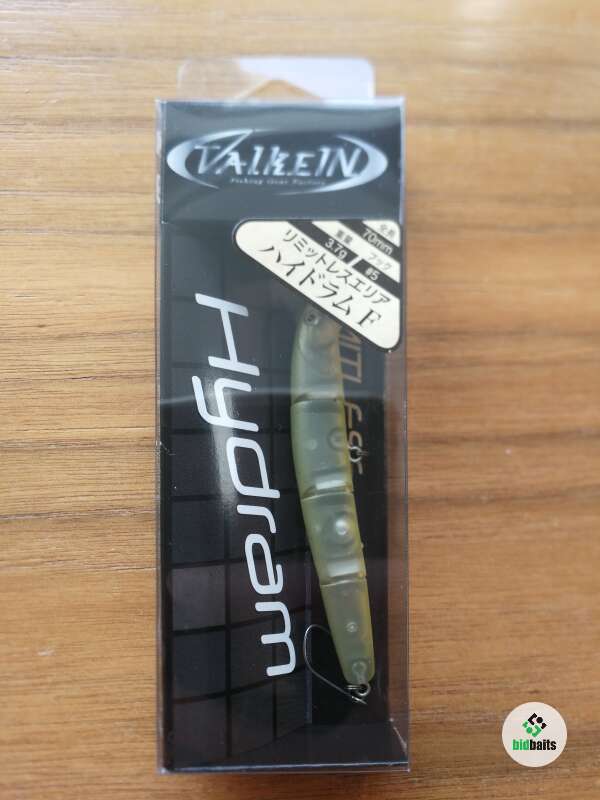 VALKEIN
Fishing Gear Factory
全長
70mm
重量
フック
3.7g
#5
リミットレスエリア
ハイドラム F
Hydram
bidbaits